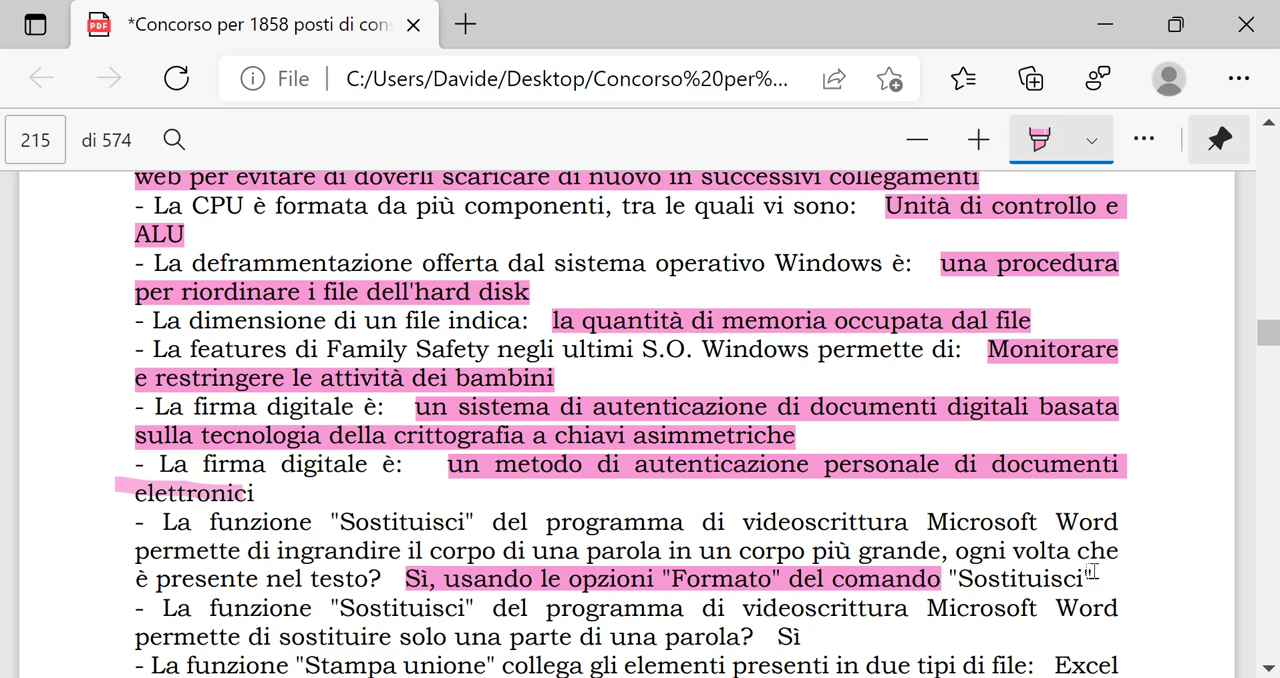 *Concorso per 1858 posti di con
File
C:/Users/Davide/Desktop/Concorso%20per%...
215 di 574
web per evitare di doverli scaricare di nuovo in successivi collegamenti
- La CPU è formata da più componenti, tra le quali vi sono: Unità di controllo e
ALU
- La deframmentazione offerta dal sistema operativo Windows è: una procedura
per riordinare i file dell'hard disk
- La dimensione di un file indica: la quantità di memoria occupata dal file
- La features di Family Safety negli ultimi S.O. Windows permette di: Monitorare
e restringere le attività dei bambini
- La firma digitale è: un sistema di autenticazione di documenti digitali basata
sulla tecnologia della crittografia a chiavi asimmetriche
- La firma digitale è: un metodo di autenticazione personale di documenti
elettronici
- La funzione "Sostituisci" del programma di videoscrittura Microsoft Word
permette di ingrandire il corpo di una parola in un corpo più grande, ogni volta che
è presente nel testo? Sì, usando le opzioni "Formato" del comando "Sostituisci"
- La funzione "Sostituisci" del programma di videoscrittura Microsoft Word
permette di sostituire solo una parte di una parola? Sì
- La funzione "Stampa unione" collega gli elementi presenti in due tipi di file: Excel